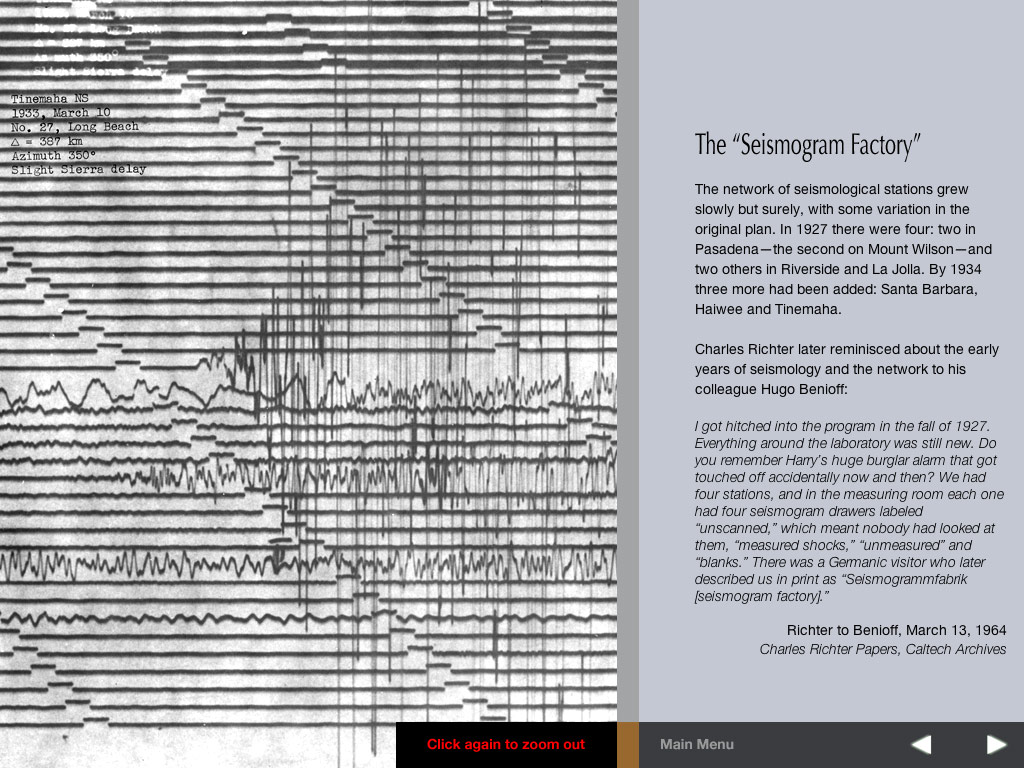 Tinemaha NS
1933, March 10
No. 27, Long Beach
△ = 387 km
Azimuth 350°
Slight Sierra delay
The “Seismogram Factory”
The network of seismological stations grew
slowly but surely, with some variation in the
original plan. In 1927 there were four: two in
Pasadena—the second on Mount Wilson—and
two others in Riverside and La Jolla. By 1934
three more had been added: Santa Barbara,
Haiwee and Tinemaha.
Charles Richter later reminisced about the early
years of seismology and the network to his
colleague Hugo Benioff:
I got hitched into the program in the fall of 1927.
Everything around the laboratory was still new. Do
you remember Harry’s huge burglar alarm that got
touched off accidentally now and then? We had
four stations, and in the measuring room each one
had four seismogram drawers labeled
“unscanned,” which meant nobody had looked at
them, “measured shocks,” “unmeasured” and
“blanks.” There was a Germanic visitor who later
described us in print as “Seismogrammfabrik
[seismogram factory].”
Richter to Benioff, March 13, 1964
Charles Richter Papers, Caltech Archives
Click again to zoom out
Main Menu